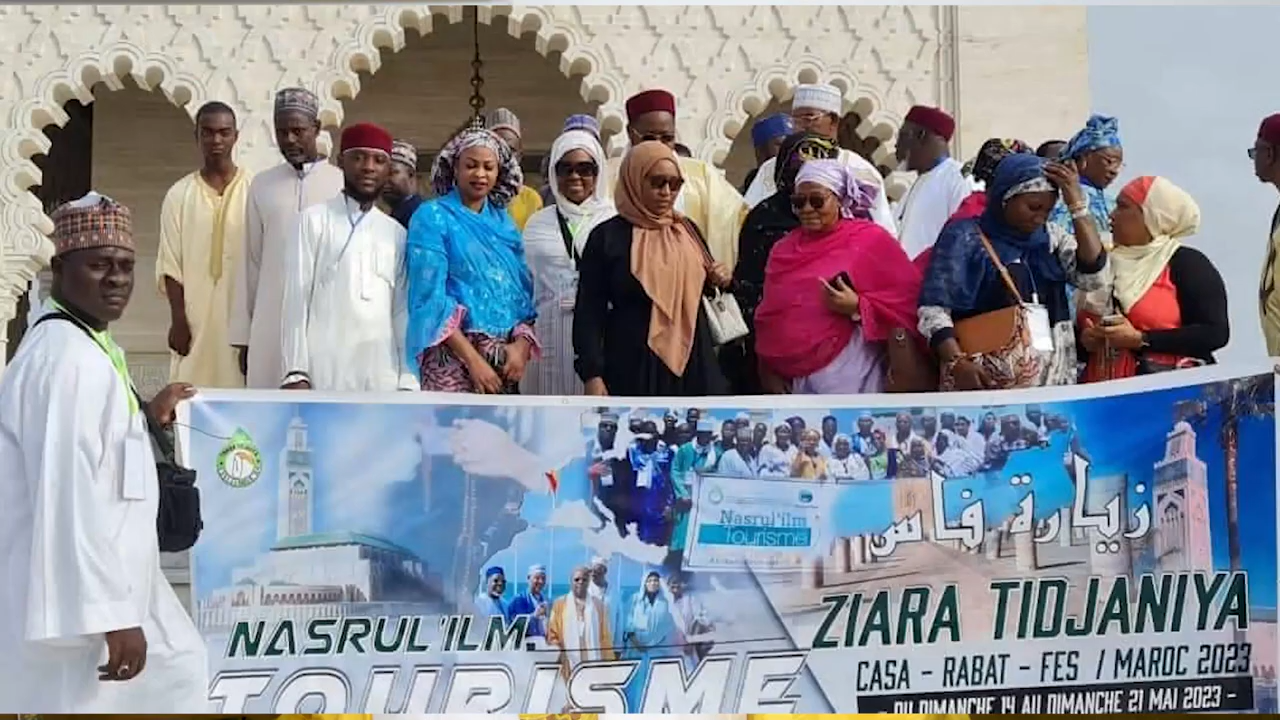 Nasrul'ilm
Tourisme
زيارة فاس
NASRUL'ILM
TOURISME
ZIARA TIDJANIYA
CASA - RABAT - FES / MAROC 2023
- DU DIMANCHE 14 AU DIMANCHE 21 MAI 2023 -